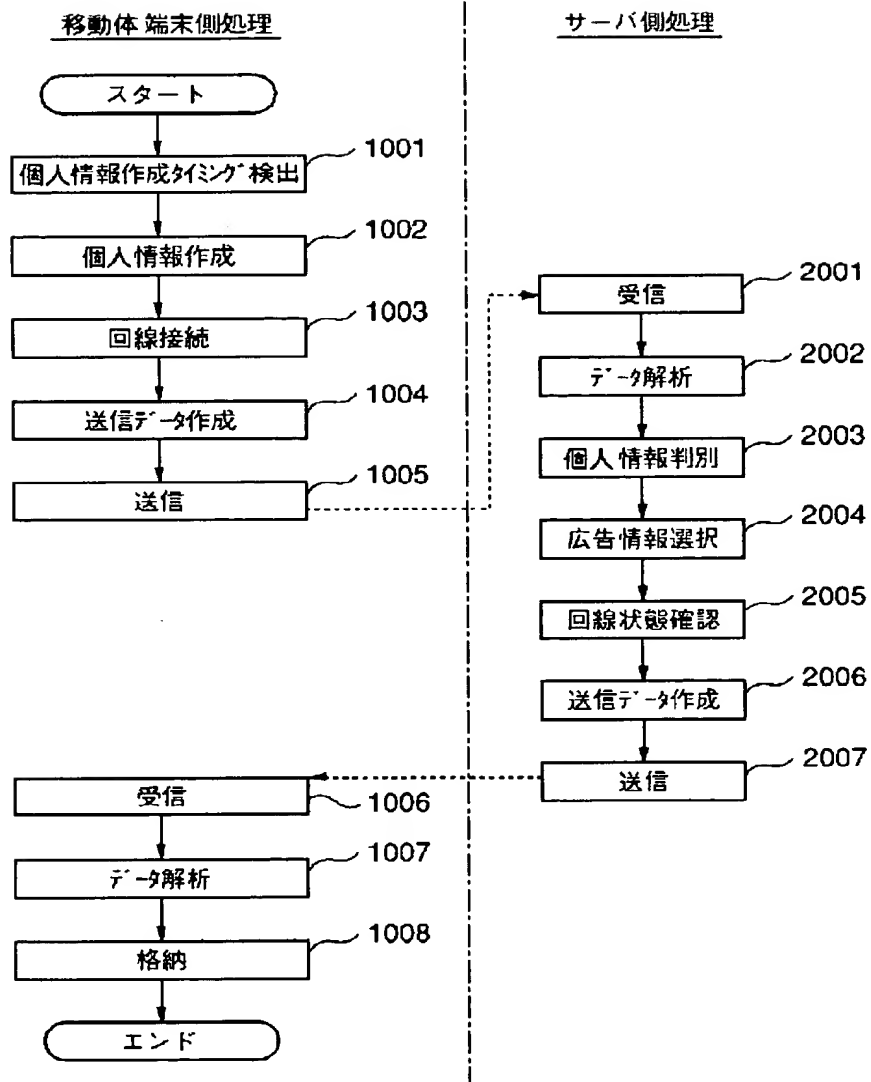 移動体端末側処理
スタート
個人情報作成タイミング検出
1001
個人情報作成
1002
回線接続
1003
送信データ作成
1004
送信
1005
受信
1006
データ解析
1007
格納
1008
エンド
サーバ側処理
受信
2001
データ解析
2002
個人情報判別
2003
広告情報選択
2004
回線状態確認
2005
送信データ作成
2006
送信
2007